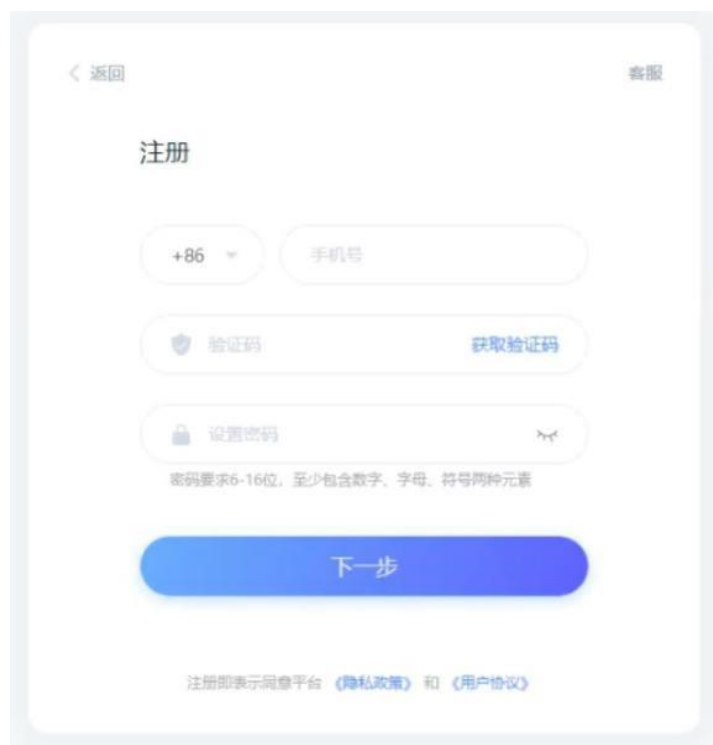 < 返回 客服
注册
+86 手机号
验证码 获取验证码
设置密码
密码要求6-16位，至少包含数字、字母、符号两种元素
下一步
注册即表示同意平台《隐私政策》和《用户协议》